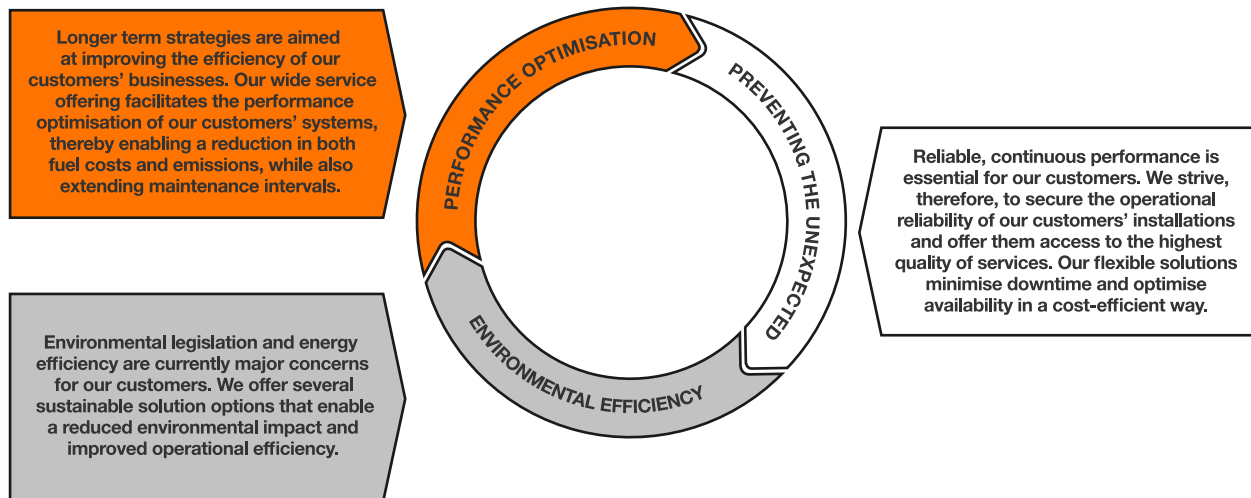 Longer term strategies are aimed
at improving the efficiency of our
customers’ businesses. Our wide service
offering facilitates the performance
optimisation of our customers’ systems,
thereby enabling a reduction in both
fuel costs and emissions, while also
extending maintenance intervals.
PERFORMANCE OPTIMISATION
PREVENTING THE UNEXPECTED
Reliable, continuous performance is
essential for our customers. We strive,
therefore, to secure the operational
reliability of our customers’ installations
and offer them access to the highest
quality of services. Our flexible solutions
minimise downtime and optimise
availability in a cost-efficient way.
ENVIRONMENTAL EFFICIENCY
Environmental legislation and energy
efficiency are currently major concerns
for our customers. We offer several
sustainable solution options that enable
a reduced environmental impact and
improved operational efficiency.